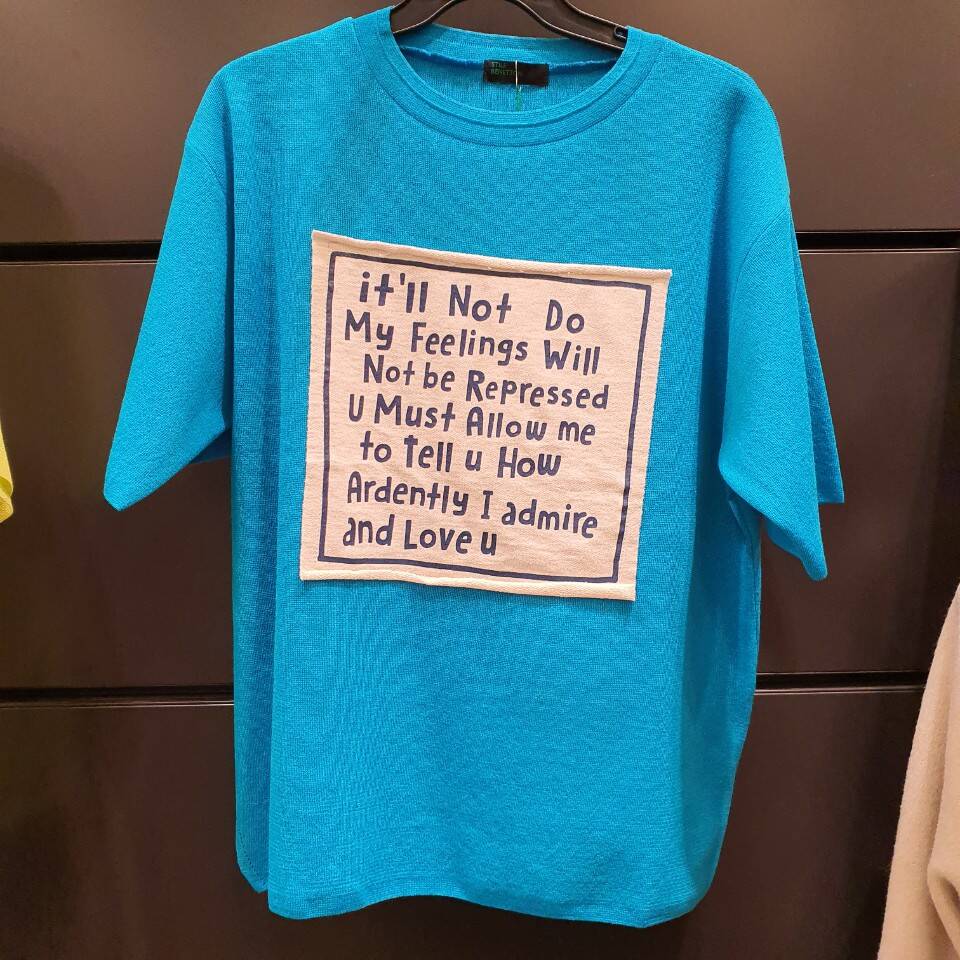 it'll Not Do
My Feelings Will
Not be Repressed
U Must Allow me
to Tell u How
Ardently I admire
and Love u